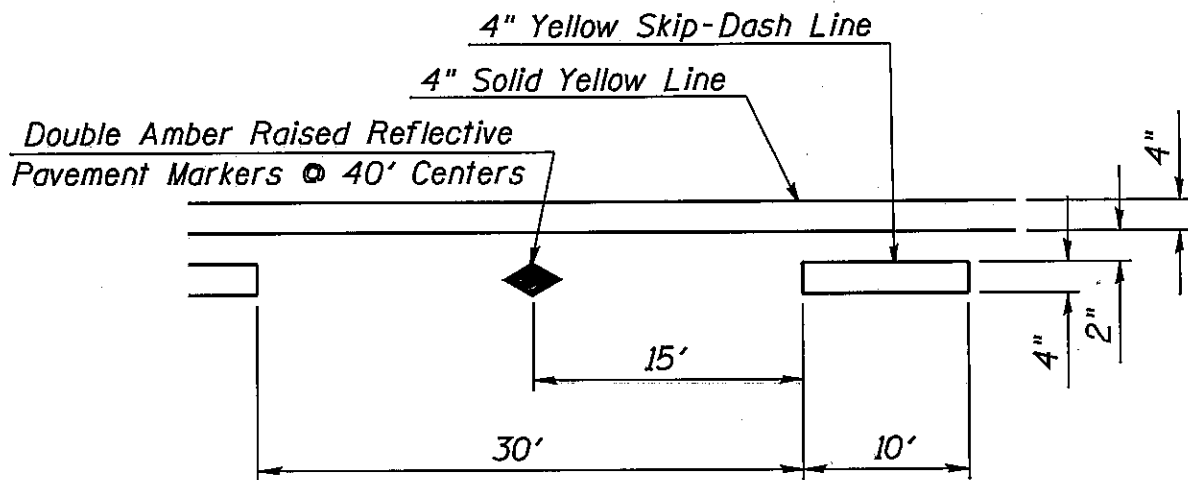 4" Yellow Skip-Dash Line
4" Solid Yellow Line
Double Amber Raised Reflective
Pavement Markers @ 40' Centers
4"
2"
4"
15'
30'
10'